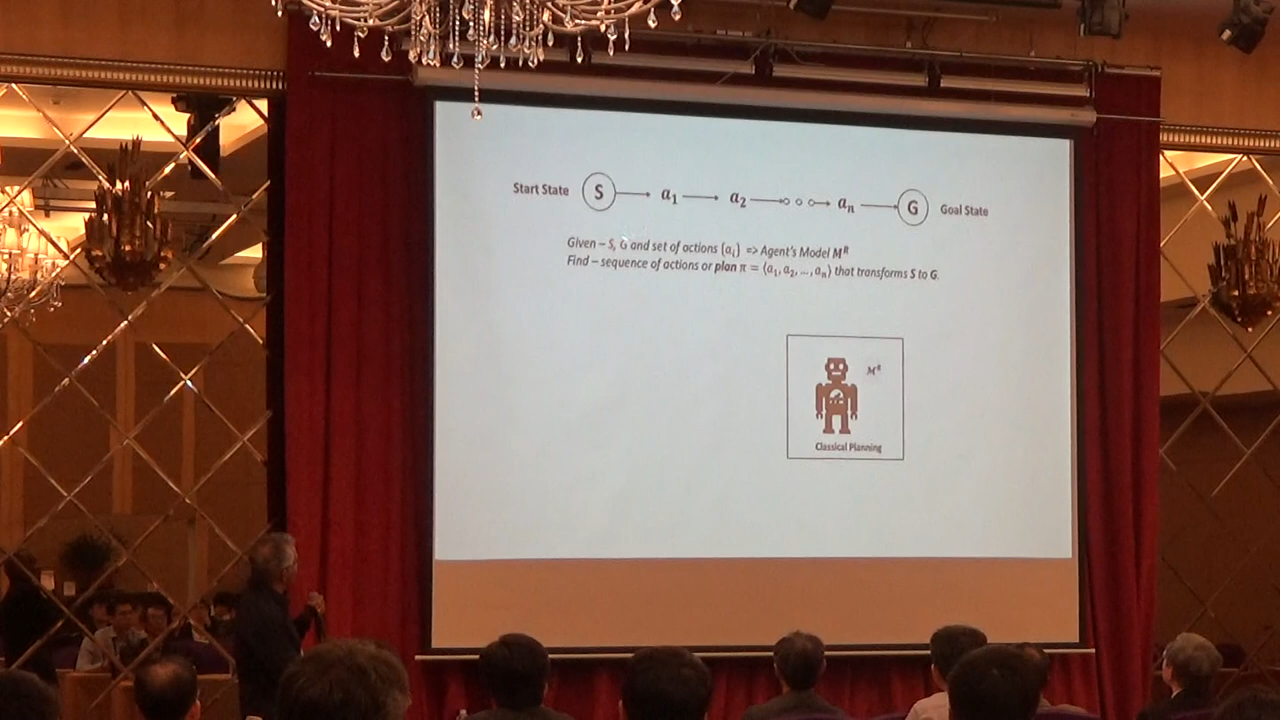 Start State S a₁ a₂ aₙ G Goal State
Given – S, G and set of actions {aᵢ} => Agent's Model Mᴿ
Find – sequence of actions or plan π = ⟨a₁, a₂, ..., aₙ⟩ that transforms S to G.
Mᴿ
Classical Planning